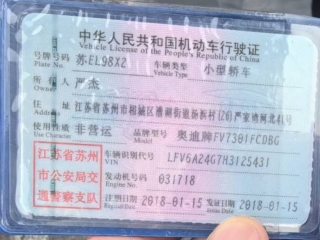 中华人民共和国机动车行驶证
Vehicle License of the People's Republic of China
号牌号码 苏EL98X2 车辆类型 小型轿车
Plate No. Vehicle Type
所有人 严杰
Owner
住址 江苏省苏州市相城区渭塘街道汤浜村(26)严家塘河北41号
Address
使用性质 非营运 品牌型号 奥迪牌FV7301FCDBG
Use Character Model
江苏省苏州
市公安局交
通警察支队
车辆识别代号 LFV6A24G7H3125431
VIN
发动机号码 031718
Engine No.
注册日期 2018-01-15 发证日期 2018-01-15
Register Date Issue Date